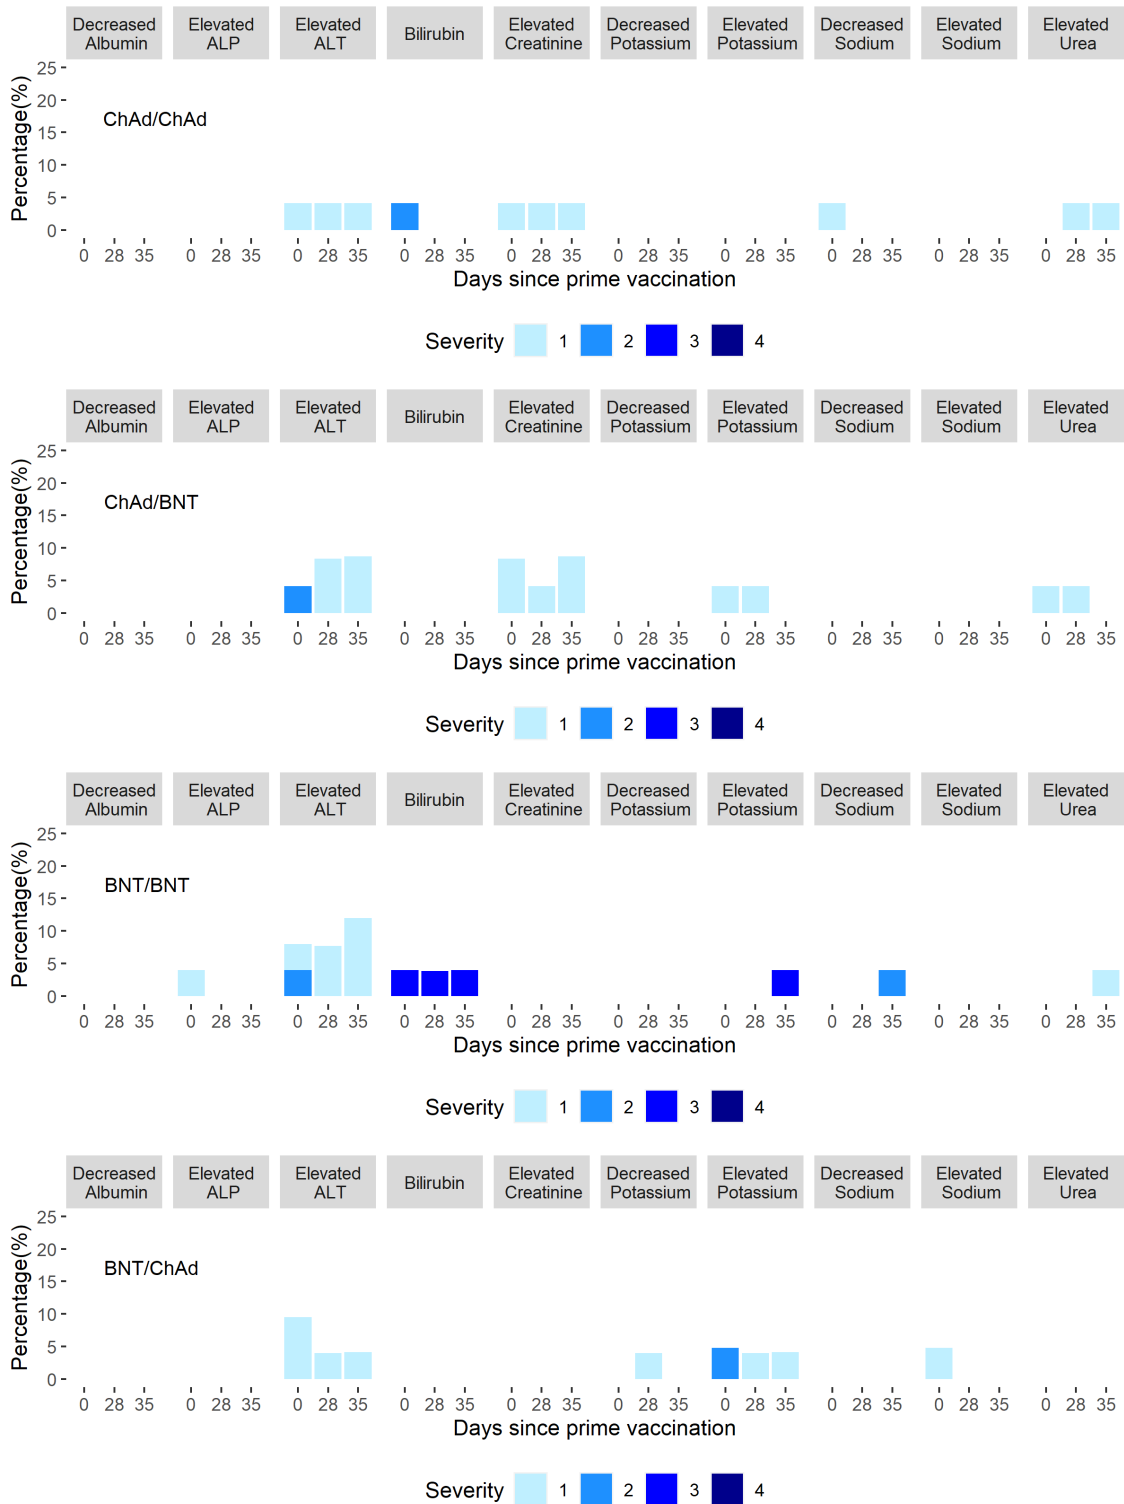 Decreased Albumin Elevated ALP Elevated ALT Bilirubin Elevated Creatinine Decreased Potassium Elevated Potassium Decreased Sodium Elevated Sodium Elevated Urea
Percentage(%)
25
20
15
10
5
0
ChAd/ChAd
0 28 35 0 28 35 0 28 35 0 28 35 0 28 35 0 28 35 0 28 35 0 28 35 0 28 35 0 28 35
Days since prime vaccination
Severity 1 2 3 4
Decreased Albumin Elevated ALP Elevated ALT Bilirubin Elevated Creatinine Decreased Potassium Elevated Potassium Decreased Sodium Elevated Sodium Elevated Urea
Percentage(%)
25
20
15
10
5
0
ChAd/BNT
0 28 35 0 28 35 0 28 35 0 28 35 0 28 35 0 28 35 0 28 35 0 28 35 0 28 35 0 28 35
Days since prime vaccination
Severity 1 2 3 4
Decreased Albumin Elevated ALP Elevated ALT Bilirubin Elevated Creatinine Decreased Potassium Elevated Potassium Decreased Sodium Elevated Sodium Elevated Urea
Percentage(%)
25
20
15
10
5
0
BNT/BNT
0 28 35 0 28 35 0 28 35 0 28 35 0 28 35 0 28 35 0 28 35 0 28 35 0 28 35 0 28 35
Days since prime vaccination
Severity 1 2 3 4
Decreased Albumin Elevated ALP Elevated ALT Bilirubin Elevated Creatinine Decreased Potassium Elevated Potassium Decreased Sodium Elevated Sodium Elevated Urea
Percentage(%)
25
20
15
10
5
0
BNT/ChAd
0 28 35 0 28 35 0 28 35 0 28 35 0 28 35 0 28 35 0 28 35 0 28 35 0 28 35 0 28 35
Days since prime vaccination
Severity 1 2 3 4